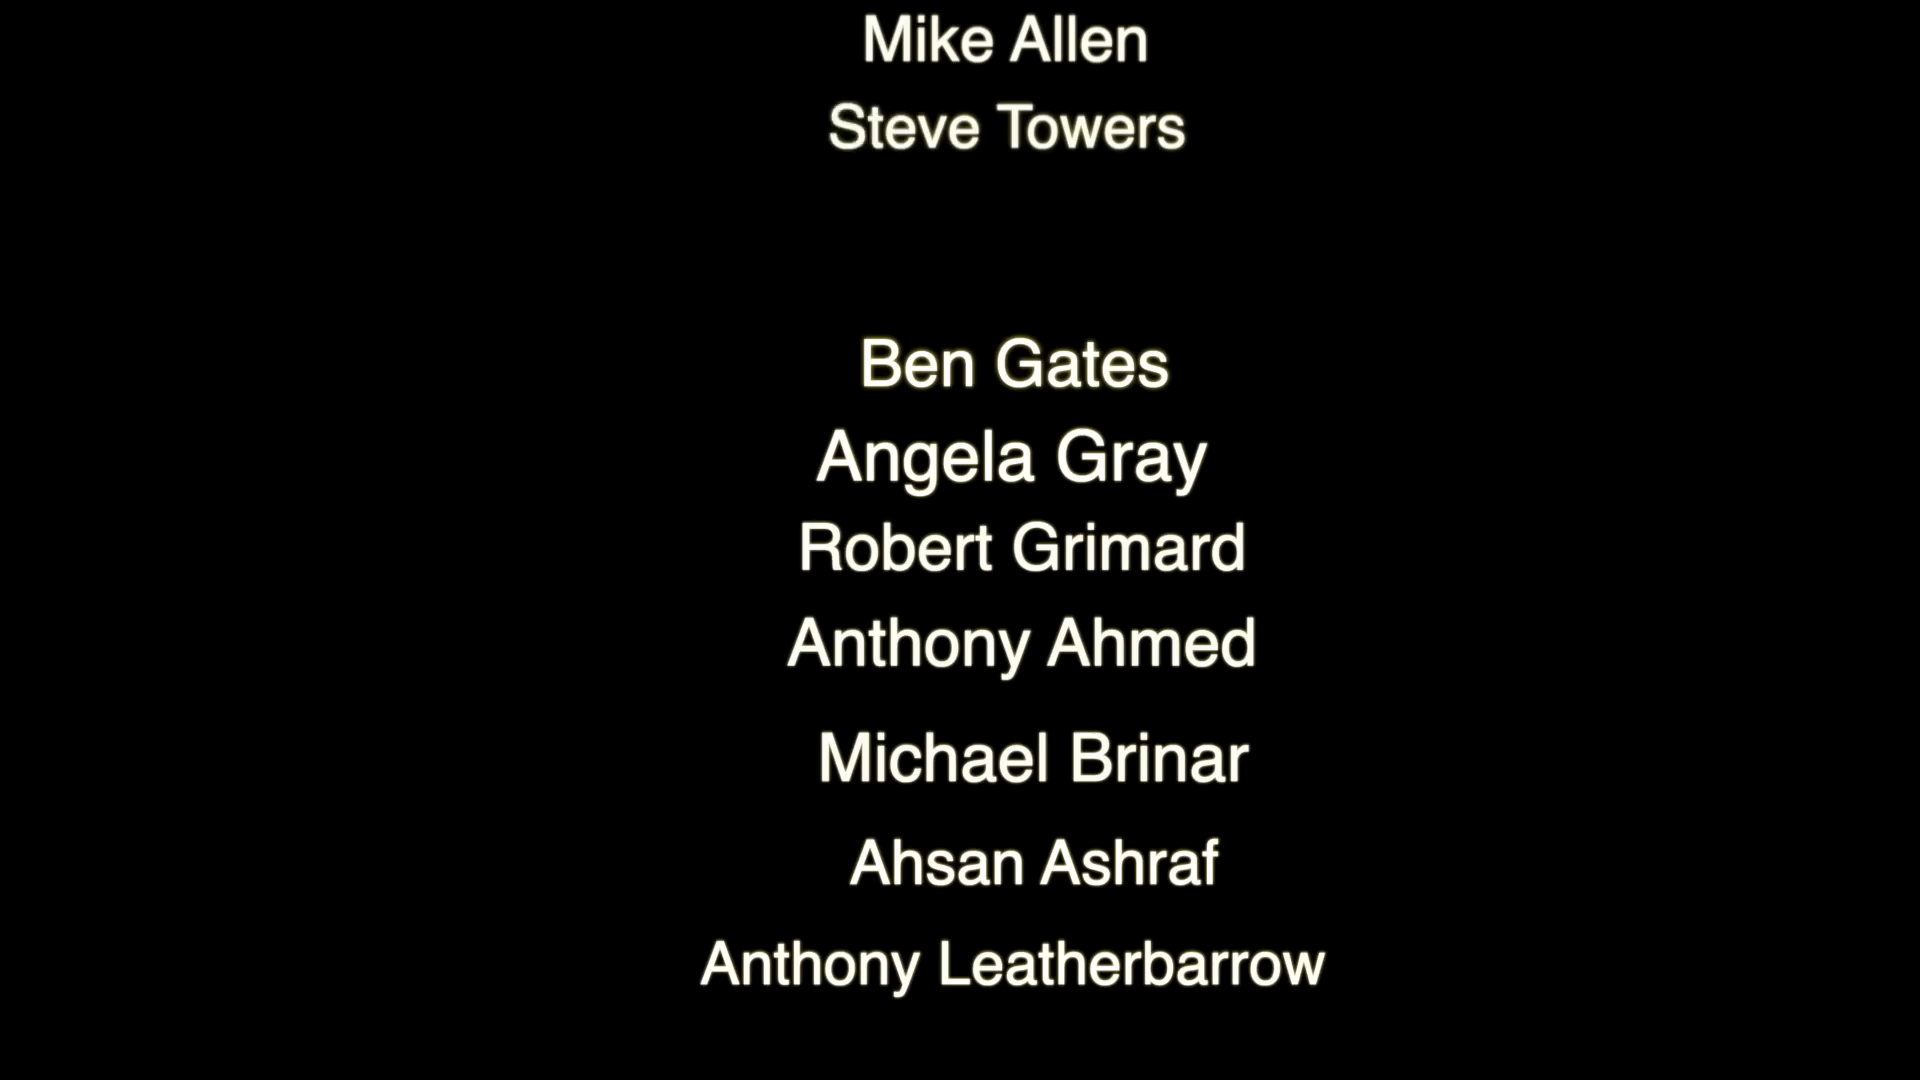 Mike Allen
Steve Towers
Ben Gates
Angela Gray
Robert Grimard
Anthony Ahmed
Michael Brinar
Ahsan Ashraf
Anthony Leatherbarrow